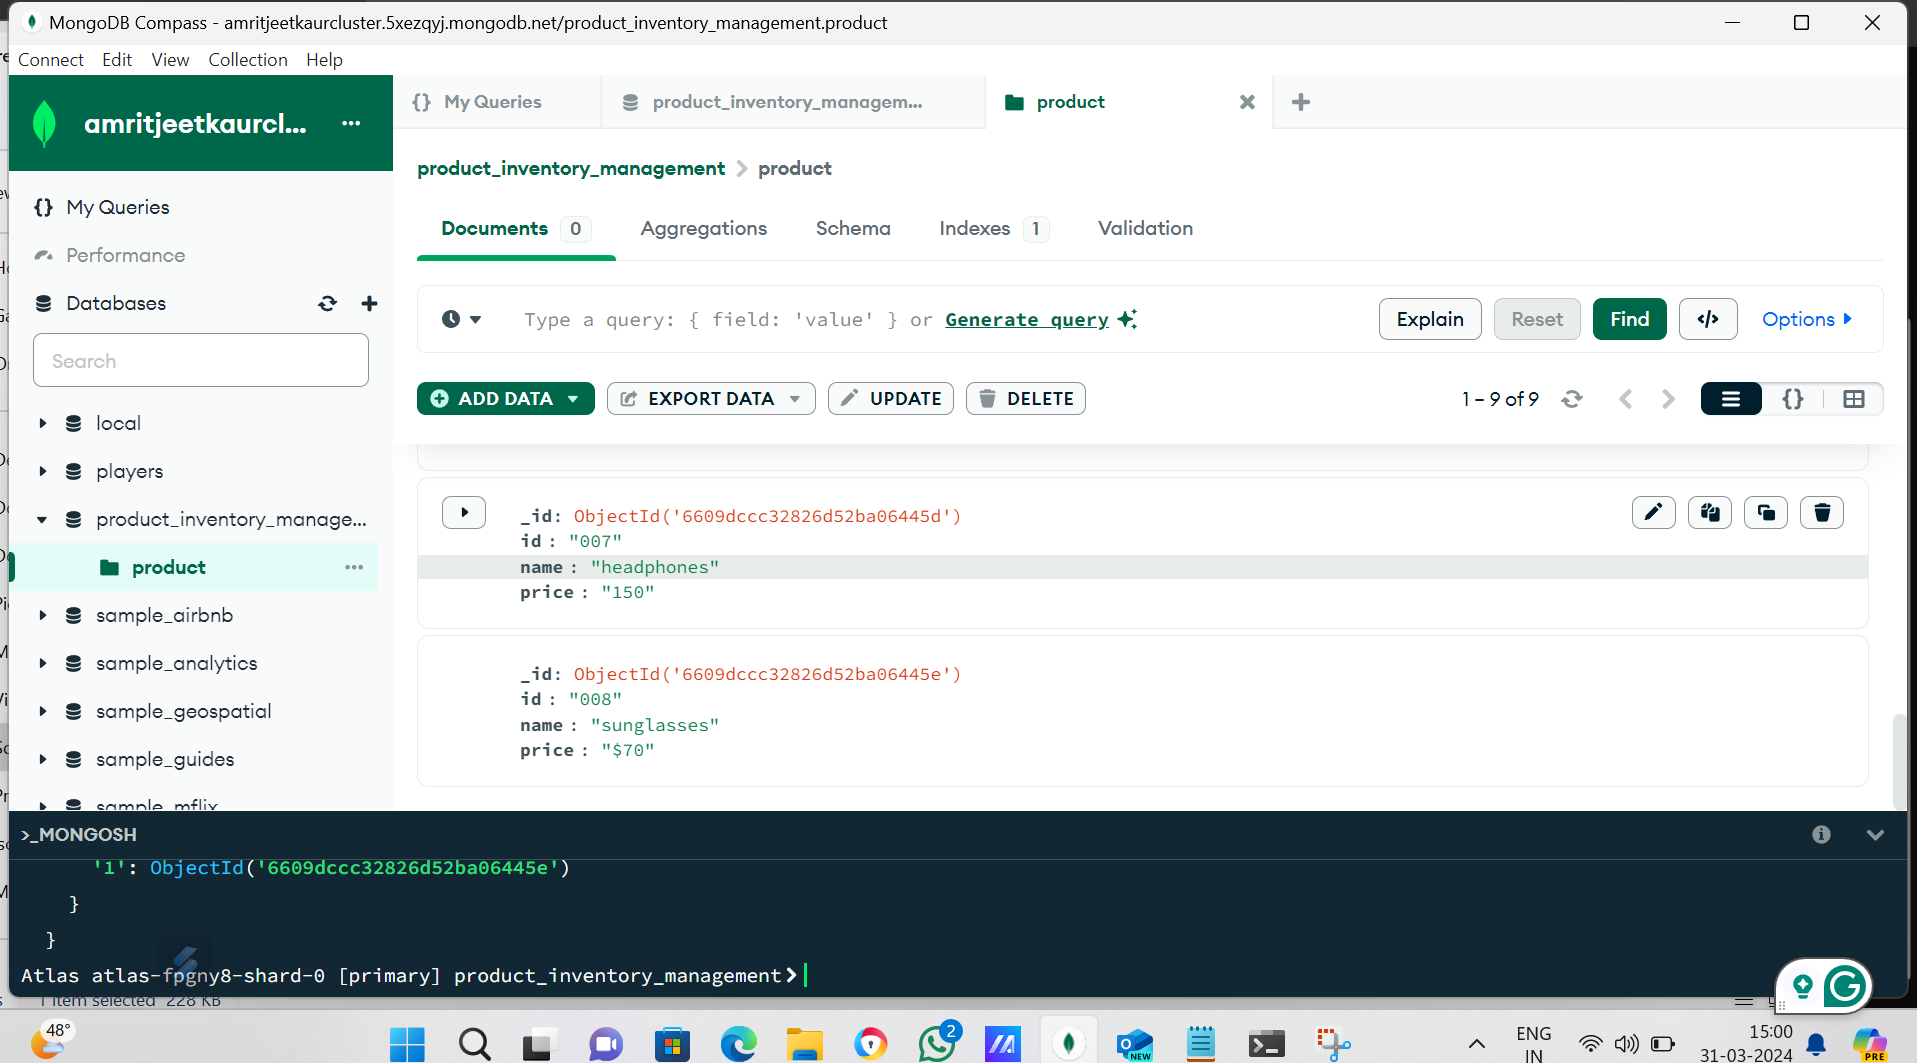 MongoDB Compass - amritjeetkaurcluster.5xezqyj.mongodb.net/product_inventory_management.product
Connect Edit View Collection Help
amritjeetkaurcl... ...
My Queries
Performance
Databases
Search
local
players
product_inventory_manage...
product ...
sample_airbnb
sample_analytics
sample_geospatial
sample_guides
sample_mflix
{} My Queries
product_inventory_managem...
product
product_inventory_management > product
Documents 0 Aggregations Schema Indexes 1 Validation
Type a query: { field: 'value' } or Generate query
Explain Reset Find </> Options
ADD DATA EXPORT DATA UPDATE DELETE
1 – 9 of 9 {}
_id: ObjectId('6609dccc32826d52ba06445d')
id : "007"
name : "headphones"
price : "150"
_id: ObjectId('6609dccc32826d52ba06445e')
id : "008"
name : "sunglasses"
price : "$70"
>_MONGOSH
'1': ObjectId('6609dccc32826d52ba06445e')
}
}
Atlas atlas-fpgny8-shard-0 [primary] product_inventory_management>
1 item selected 228 KB
48°
2
NEW
ENG
IN
15:00
31-03-2024
PRE